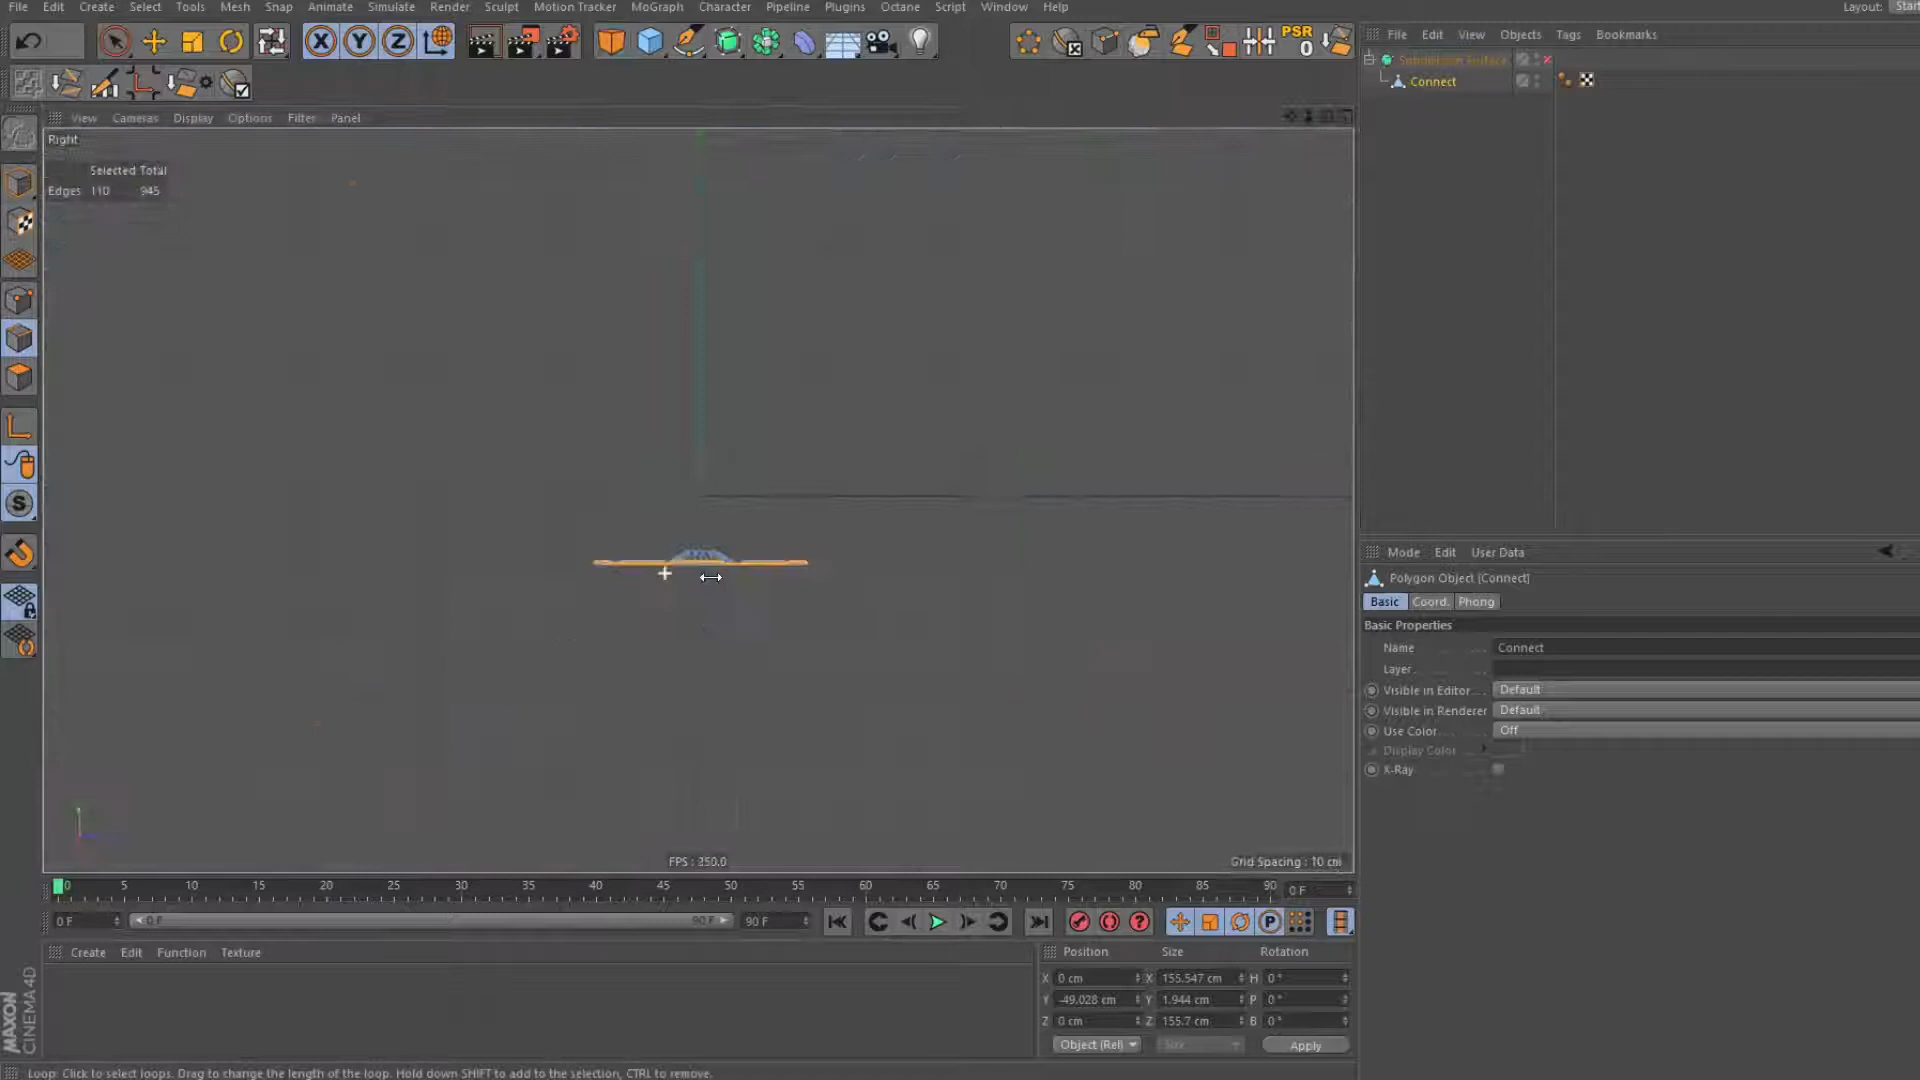 File Edit Create Select Tools Mesh Snap Animate Simulate Render Sculpt Motion Tracker MoGraph Character Pipeline Plugins Octane Script Window Help
Layout: Start
X Y Z
PSR
0
File Edit View Objects Tags Bookmarks
Subdivision Surface
Connect
View Cameras Display Options Filter Panel
Right
Selected Total
Edges 110 945
S
FPS : 250.0
Grid Spacing : 10 cm
0 5 10 15 20 25 30 35 40 45 50 55 60 65 70 75 80 85 90
0 F
0 F
0 F
90 F
90 F
P
Create Edit Function Texture
Position Size Rotation
X 0 cm X 155.547 cm H 0 °
Y -49.028 cm Y 1.944 cm P 0 °
Z 0 cm Z 155.7 cm B 0 °
Object (Rel) Size Apply
MAXON
CINEMA4D
Loop: Click to select loops. Drag to change the length of the loop. Hold down SHIFT to add to the selection, CTRL to remove.
Mode Edit User Data
Polygon Object [Connect]
Basic Coord. Phong
Basic Properties
Name Connect
Layer
Visible in Editor Default
Visible in Renderer Default
Use Color Off
Display Color
X-Ray